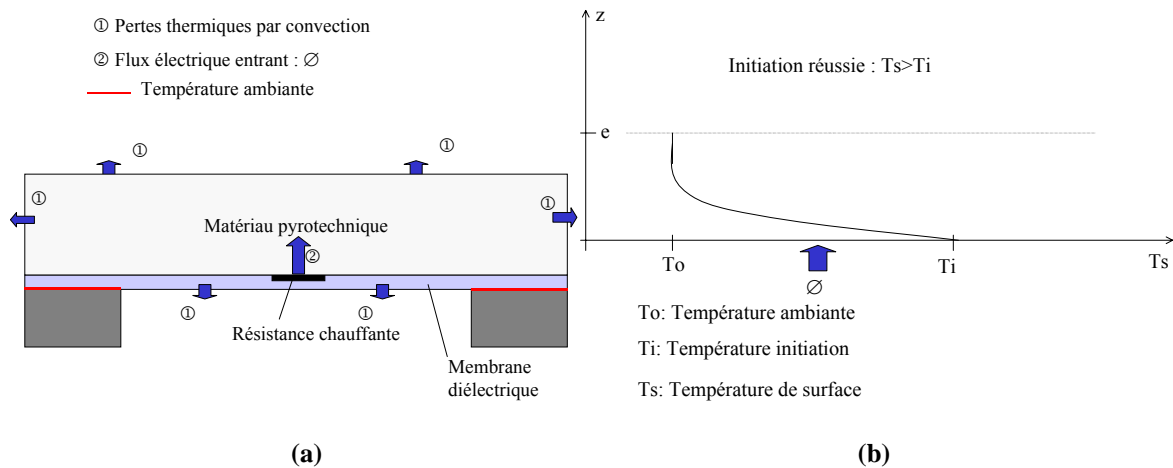 ① Pertes thermiques par convection
② Flux électrique entrant : ∅
Température ambiante
①
①
①
①
Matériau pyrotechnique
②
①
①
Résistance chauffante
Membrane
diélectrique
(a)
z
Initiation réussie : Ts>Ti
e
To
Ti
Ts
∅
To: Température ambiante
Ti: Température initiation
Ts: Température de surface
(b)